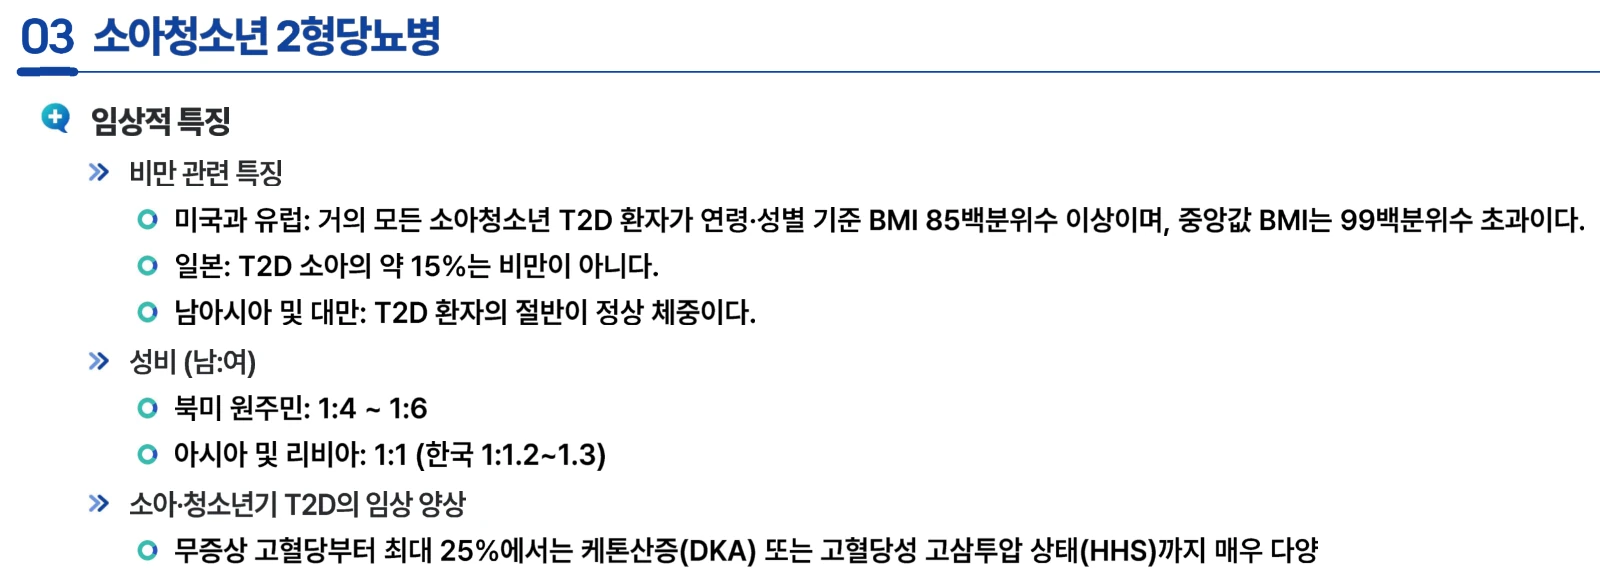 03 소아청소년 2형당뇨병
임상적 특징
비만 관련 특징
미국과 유럽: 거의 모든 소아청소년 T2D 환자가 연령·성별 기준 BMI 85백분위수 이상이며, 중앙값 BMI는 99백분위수 초과이다.
일본: T2D 소아의 약 15%는 비만이 아니다.
남아시아 및 대만: T2D 환자의 절반이 정상 체중이다.
성비 (남:여)
북미 원주민: 1:4 ~ 1:6
아시아 및 리비아: 1:1 (한국 1:1.2~1.3)
소아·청소년기 T2D의 임상 양상
무증상 고혈당부터 최대 25%에서는 케톤산증(DKA) 또는 고혈당성 고삼투압 상태(HHS)까지 매우 다양